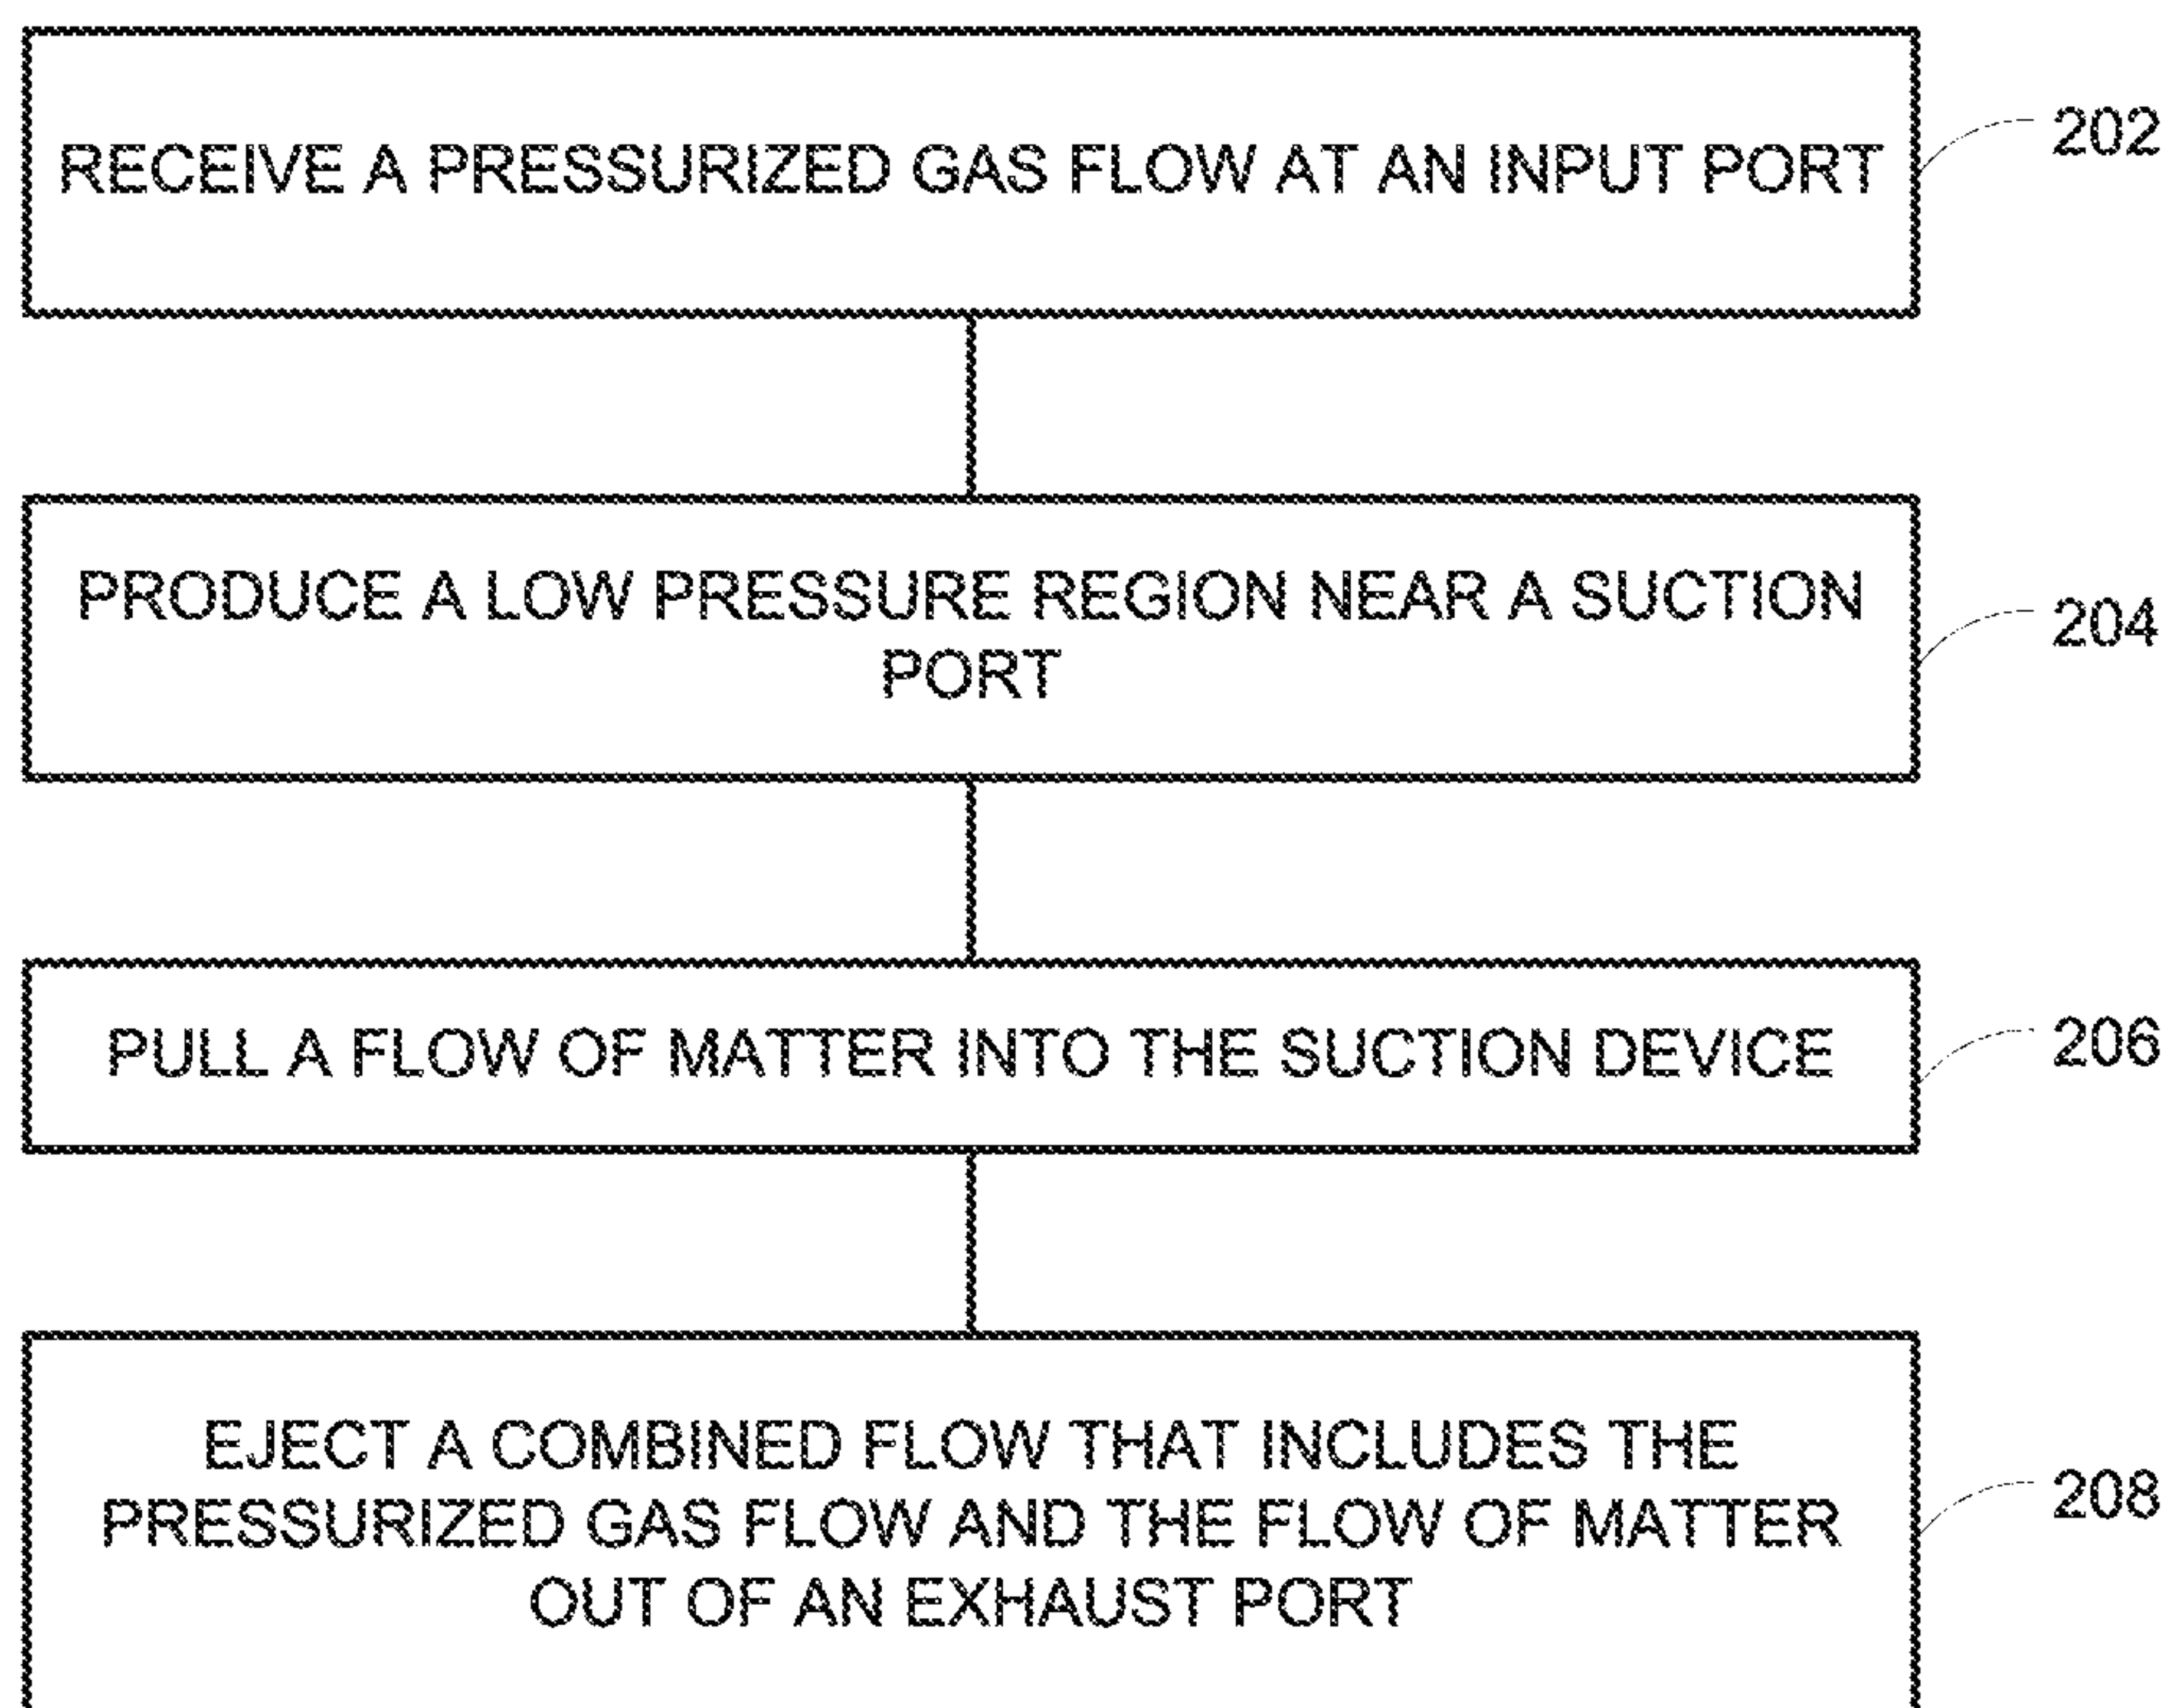 RECEIVE A PRESSURIZED GAS FLOW AT AN INPUT PORT
202
PRODUCE A LOW PRESSURE REGION NEAR A SUCTION
PORT
204
PULL A FLOW OF MATTER INTO THE SUCTION DEVICE
206
EJECT A COMBINED FLOW THAT INCLUDES THE
PRESSURIZED GAS FLOW AND THE FLOW OF MATTER
OUT OF AN EXHAUST PORT
208